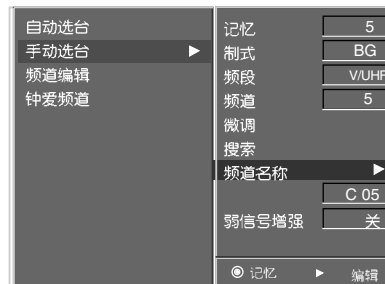 自动选台
手动选台 ▶
频道编辑
钟爱频道
记忆 5
制式 BG
频段 V/UHF
频道 5
微调
搜索
频道名称 ▶
C 05
弱信号增强 关
◉ 记忆 ▶ 编辑